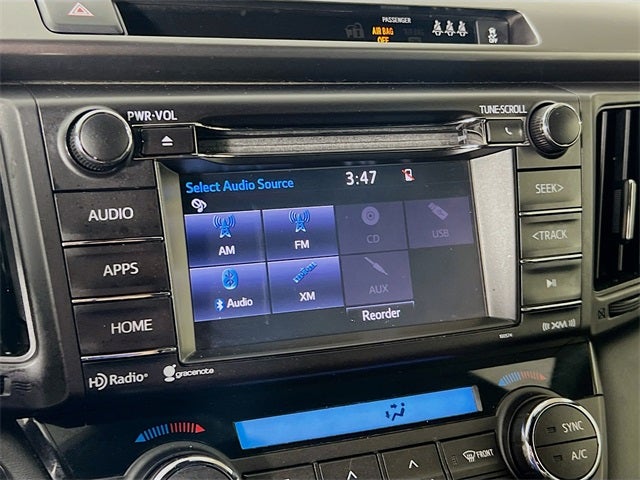 PASSENGER
AIR BAG
OFF
PWR·VOL
TUNE·SCROLL
Select Audio Source
3:47
AM
FM
CD
USB
Audio
XM
AUX
Reorder
AUDIO
APPS
HOME
SEEK>
<TRACK
HD Radio®
gracenote
((XM))
SYNC
A/C
FRONT